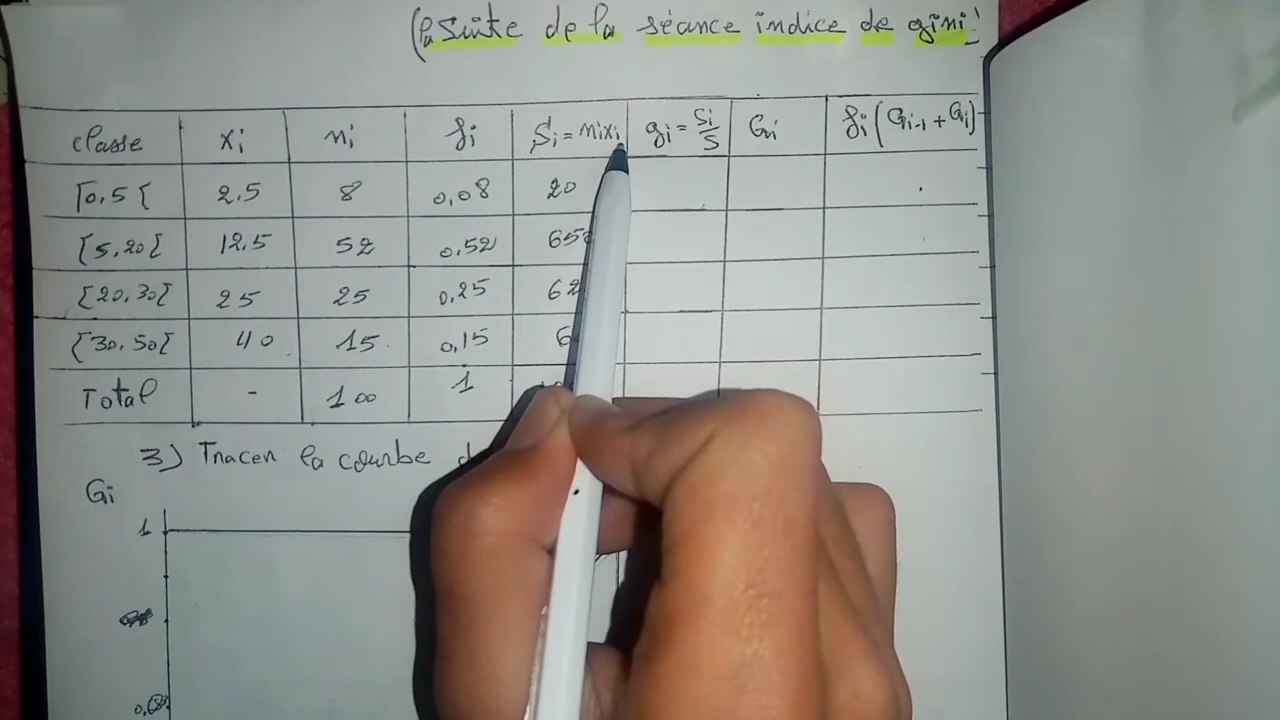 (la suite de la séance indice de gini)
classe xi ni fi Si = nixi gi = Si/S Gi fi(Gi-1 + Gi)
[0,5[ 2.5 8 0,08 20
[5,20[ 12.5 52 0,52 650
[20,30[ 25 25 0,25 62
[30,50[ 40 15 0,15 6
Total - 100 1
3) Tracer la courbe d
Gi
1